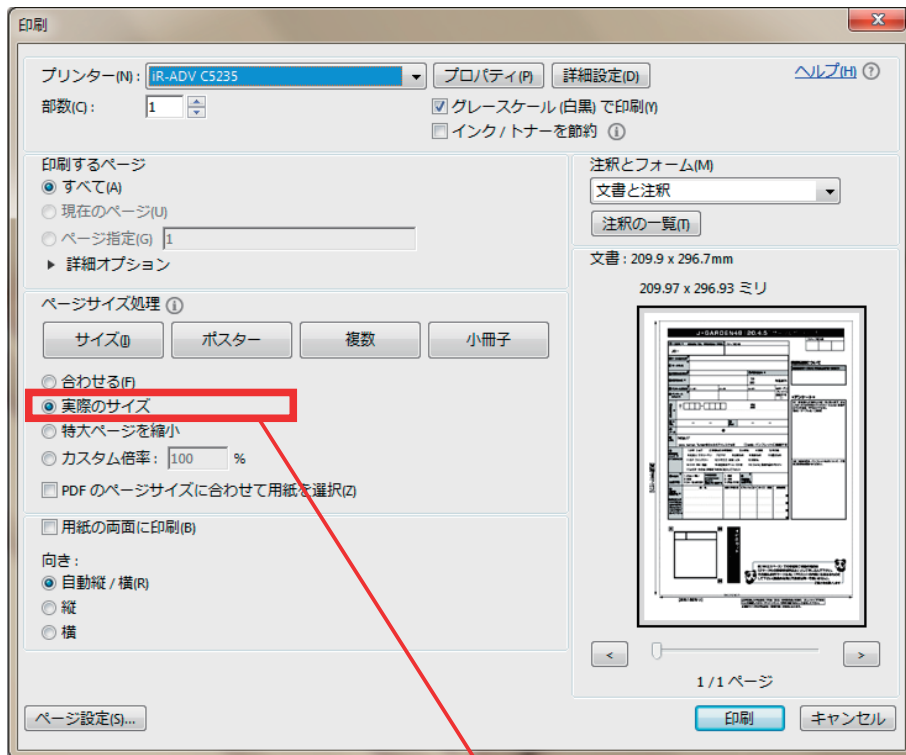 印刷
プリンター(N): iR-ADV C5235 プロパティ(P) 詳細設定(D) ヘルプ(H)
部数(C): 1 グレースケール (白黒) で印刷(Y)
インク / トナーを節約
印刷するページ
すべて(A)
現在のページ(U)
ページ指定(G) 1
詳細オプション
注釈とフォーム(M)
文書と注釈
注釈の一覧(T)
ページサイズ処理
サイズ(I) ポスター 複数 小冊子
合わせる(F)
実際のサイズ
特大ページを縮小
カスタム倍率: 100 %
PDF のページサイズに合わせて用紙を選択(Z)
用紙の両面に印刷(B)
向き:
自動縦 / 横(R)
縦
横
文書: 209.9 x 296.7mm
209.97 x 296.93 ミリ
J-GARDEN48 20.4.5
< >
1 / 1 ページ
ページ設定(S)... 印刷 キャンセル